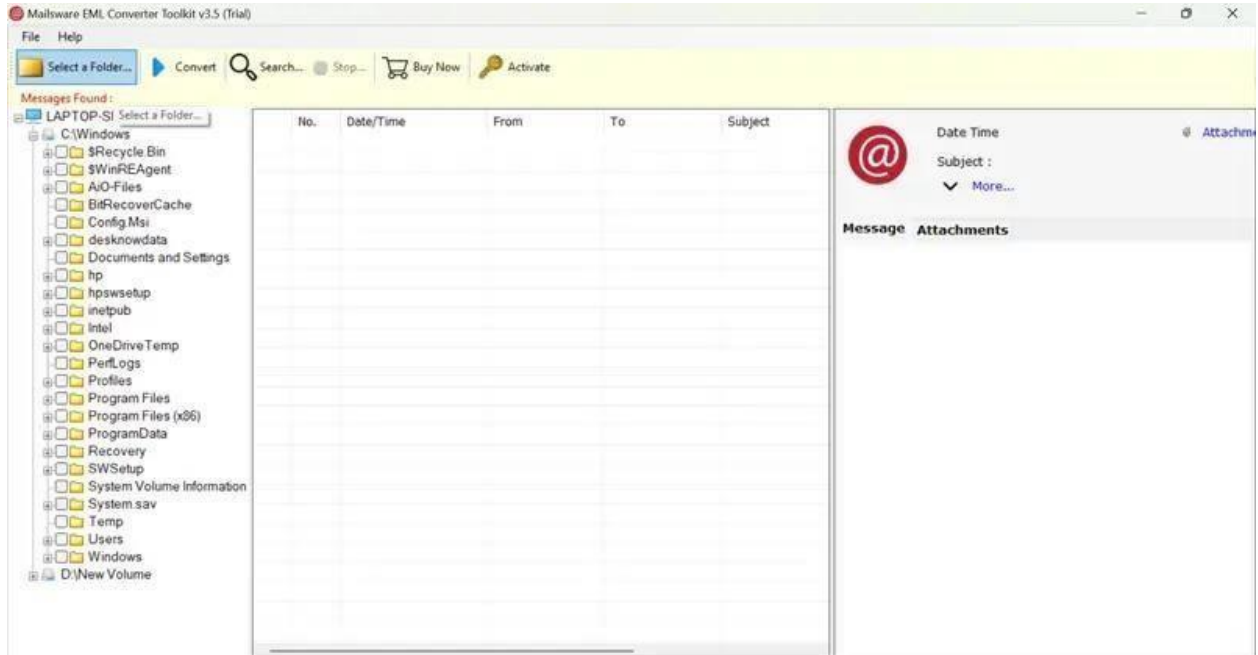 Mailsware EML Converter Toolkit v3.5 (Trial)
File Help
Select a Folder... Convert Search... Stop... Buy Now Activate
Messages Found :
LAPTOP-SI Select a Folder...
C:\Windows
$Recycle.Bin
$WinREAgent
AiO-Files
BitRecoverCache
Config.Msi
desknowdata
Documents and Settings
hp
hpswsetup
inetpub
Intel
OneDriveTemp
PerfLogs
Profiles
Program Files
Program Files (x86)
ProgramData
Recovery
SWSetup
System Volume Information
System.sav
Temp
Users
Windows
D:\New Volume
No. Date/Time From To Subject
@
Date Time Attachme
Subject :
More...
Message Attachments